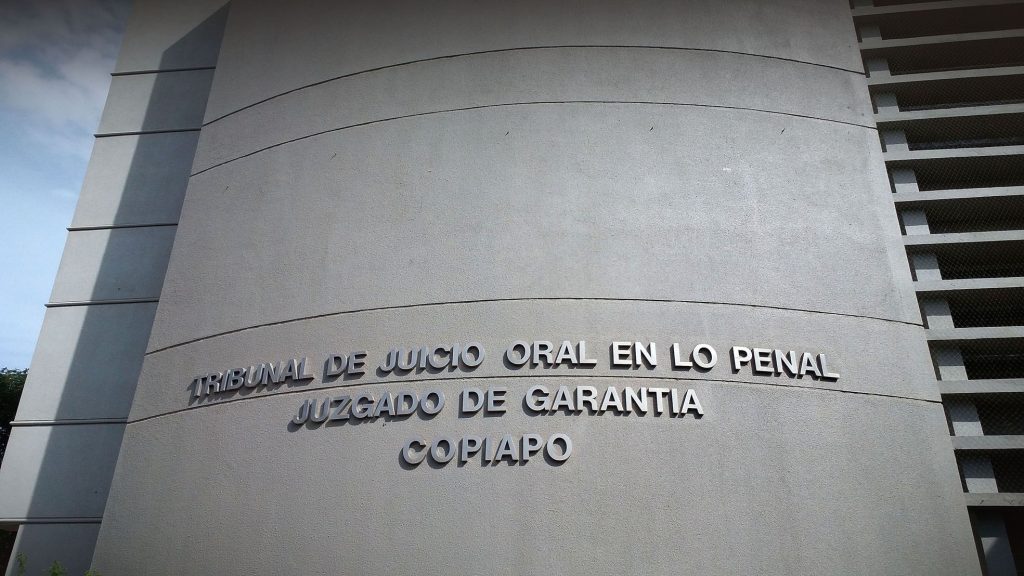 TRIBUNAL DE JUICIO ORAL EN LO PENAL
JUZGADO DE GARANTIA
COPIAPO